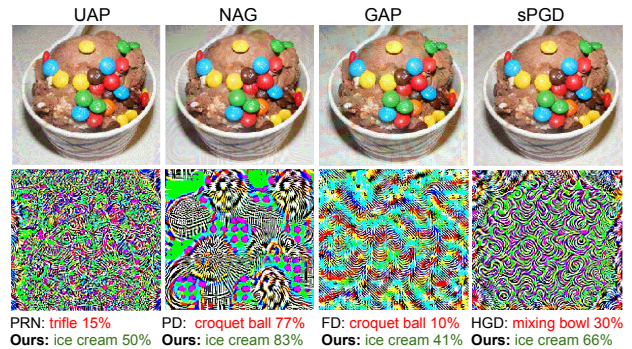 UAP NAG GAP sPGD
PRN: trifle 15% PD: croquet ball 77% FD: croquet ball 10% HGD: mixing bowl 30%
Ours: ice cream 50% Ours: ice cream 83% Ours: ice cream 41% Ours: ice cream 66%